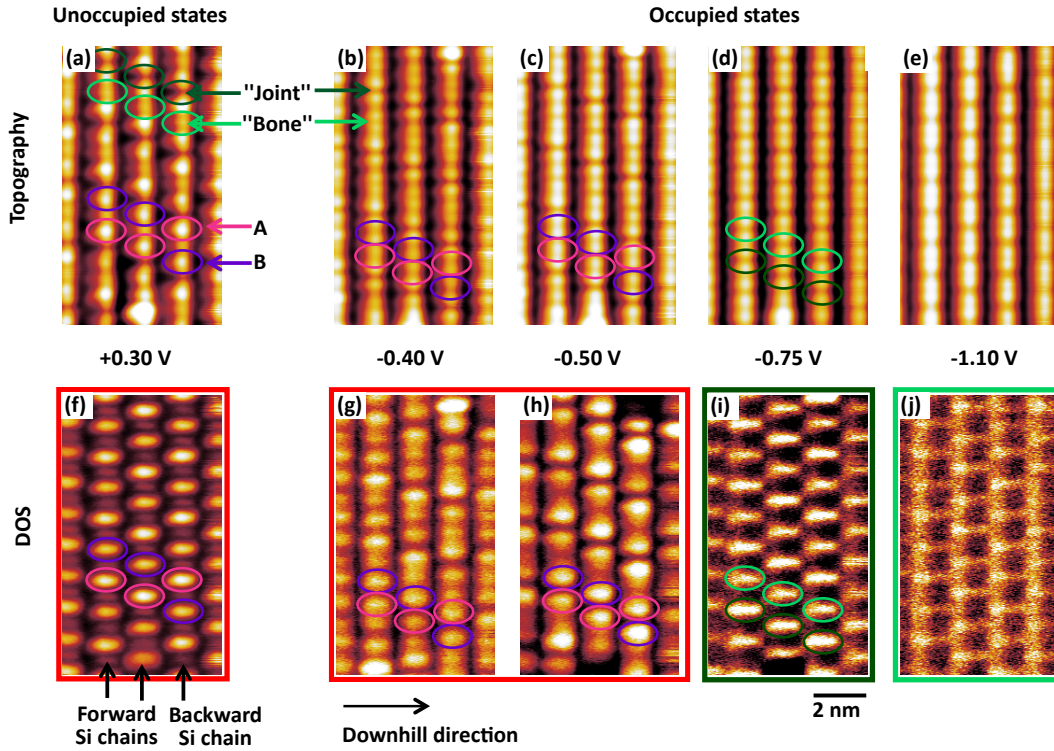 Unoccupied states
Occupied states
(a)
(b)
(c)
(d)
(e)
Topography
"Joint"
"Bone"
A
B
+0.30 V
-0.40 V
-0.50 V
-0.75 V
-1.10 V
DOS
(f)
(g)
(h)
(i)
(j)
Forward
Si chains
Backward
Si chain
Downhill direction
2 nm